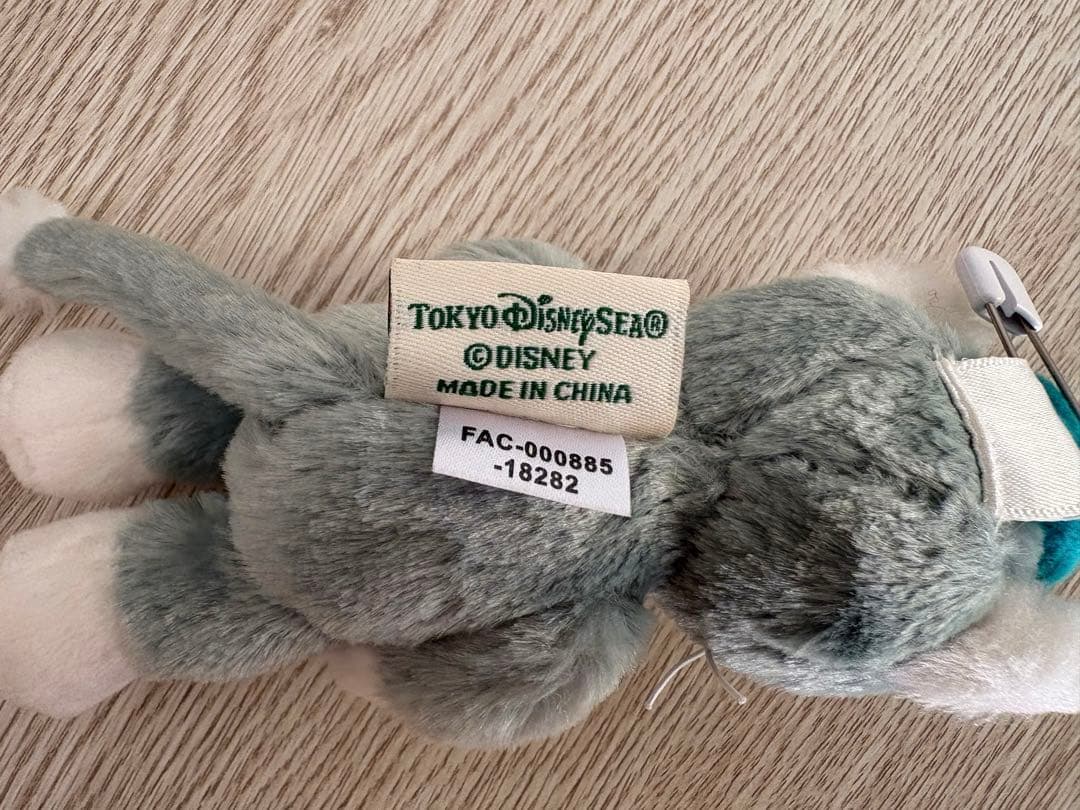 TOKYO DISNEYSEA®
©DISNEY
MADE IN CHINA
FAC-000885
-18282